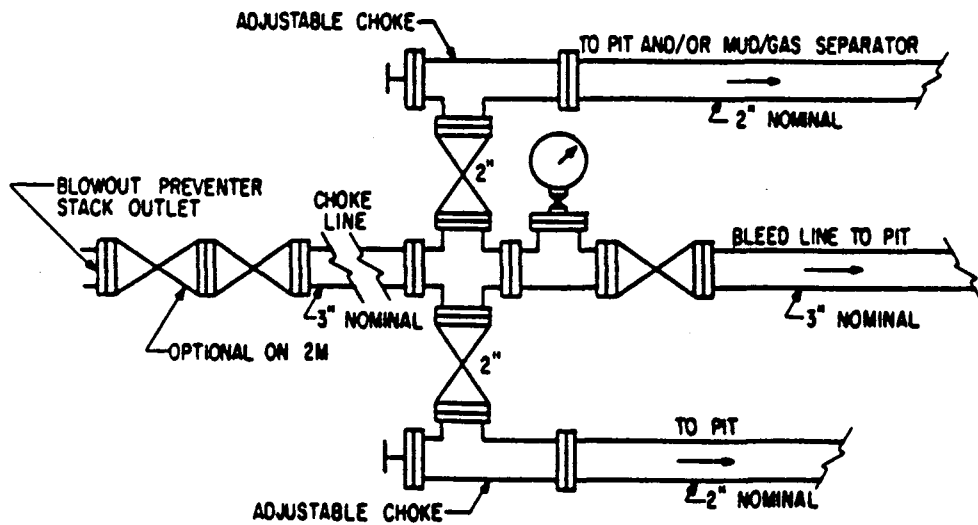 ADJUSTABLE CHOKE
TO PIT AND/OR MUD/GAS SEPARATOR
2" NOMINAL
2"
BLOWOUT PREVENTER
STACK OUTLET
CHOKE
LINE
BLEED LINE TO PIT
3" NOMINAL
3" NOMINAL
OPTIONAL ON 2M
2"
TO PIT
2" NOMINAL
ADJUSTABLE CHOKE